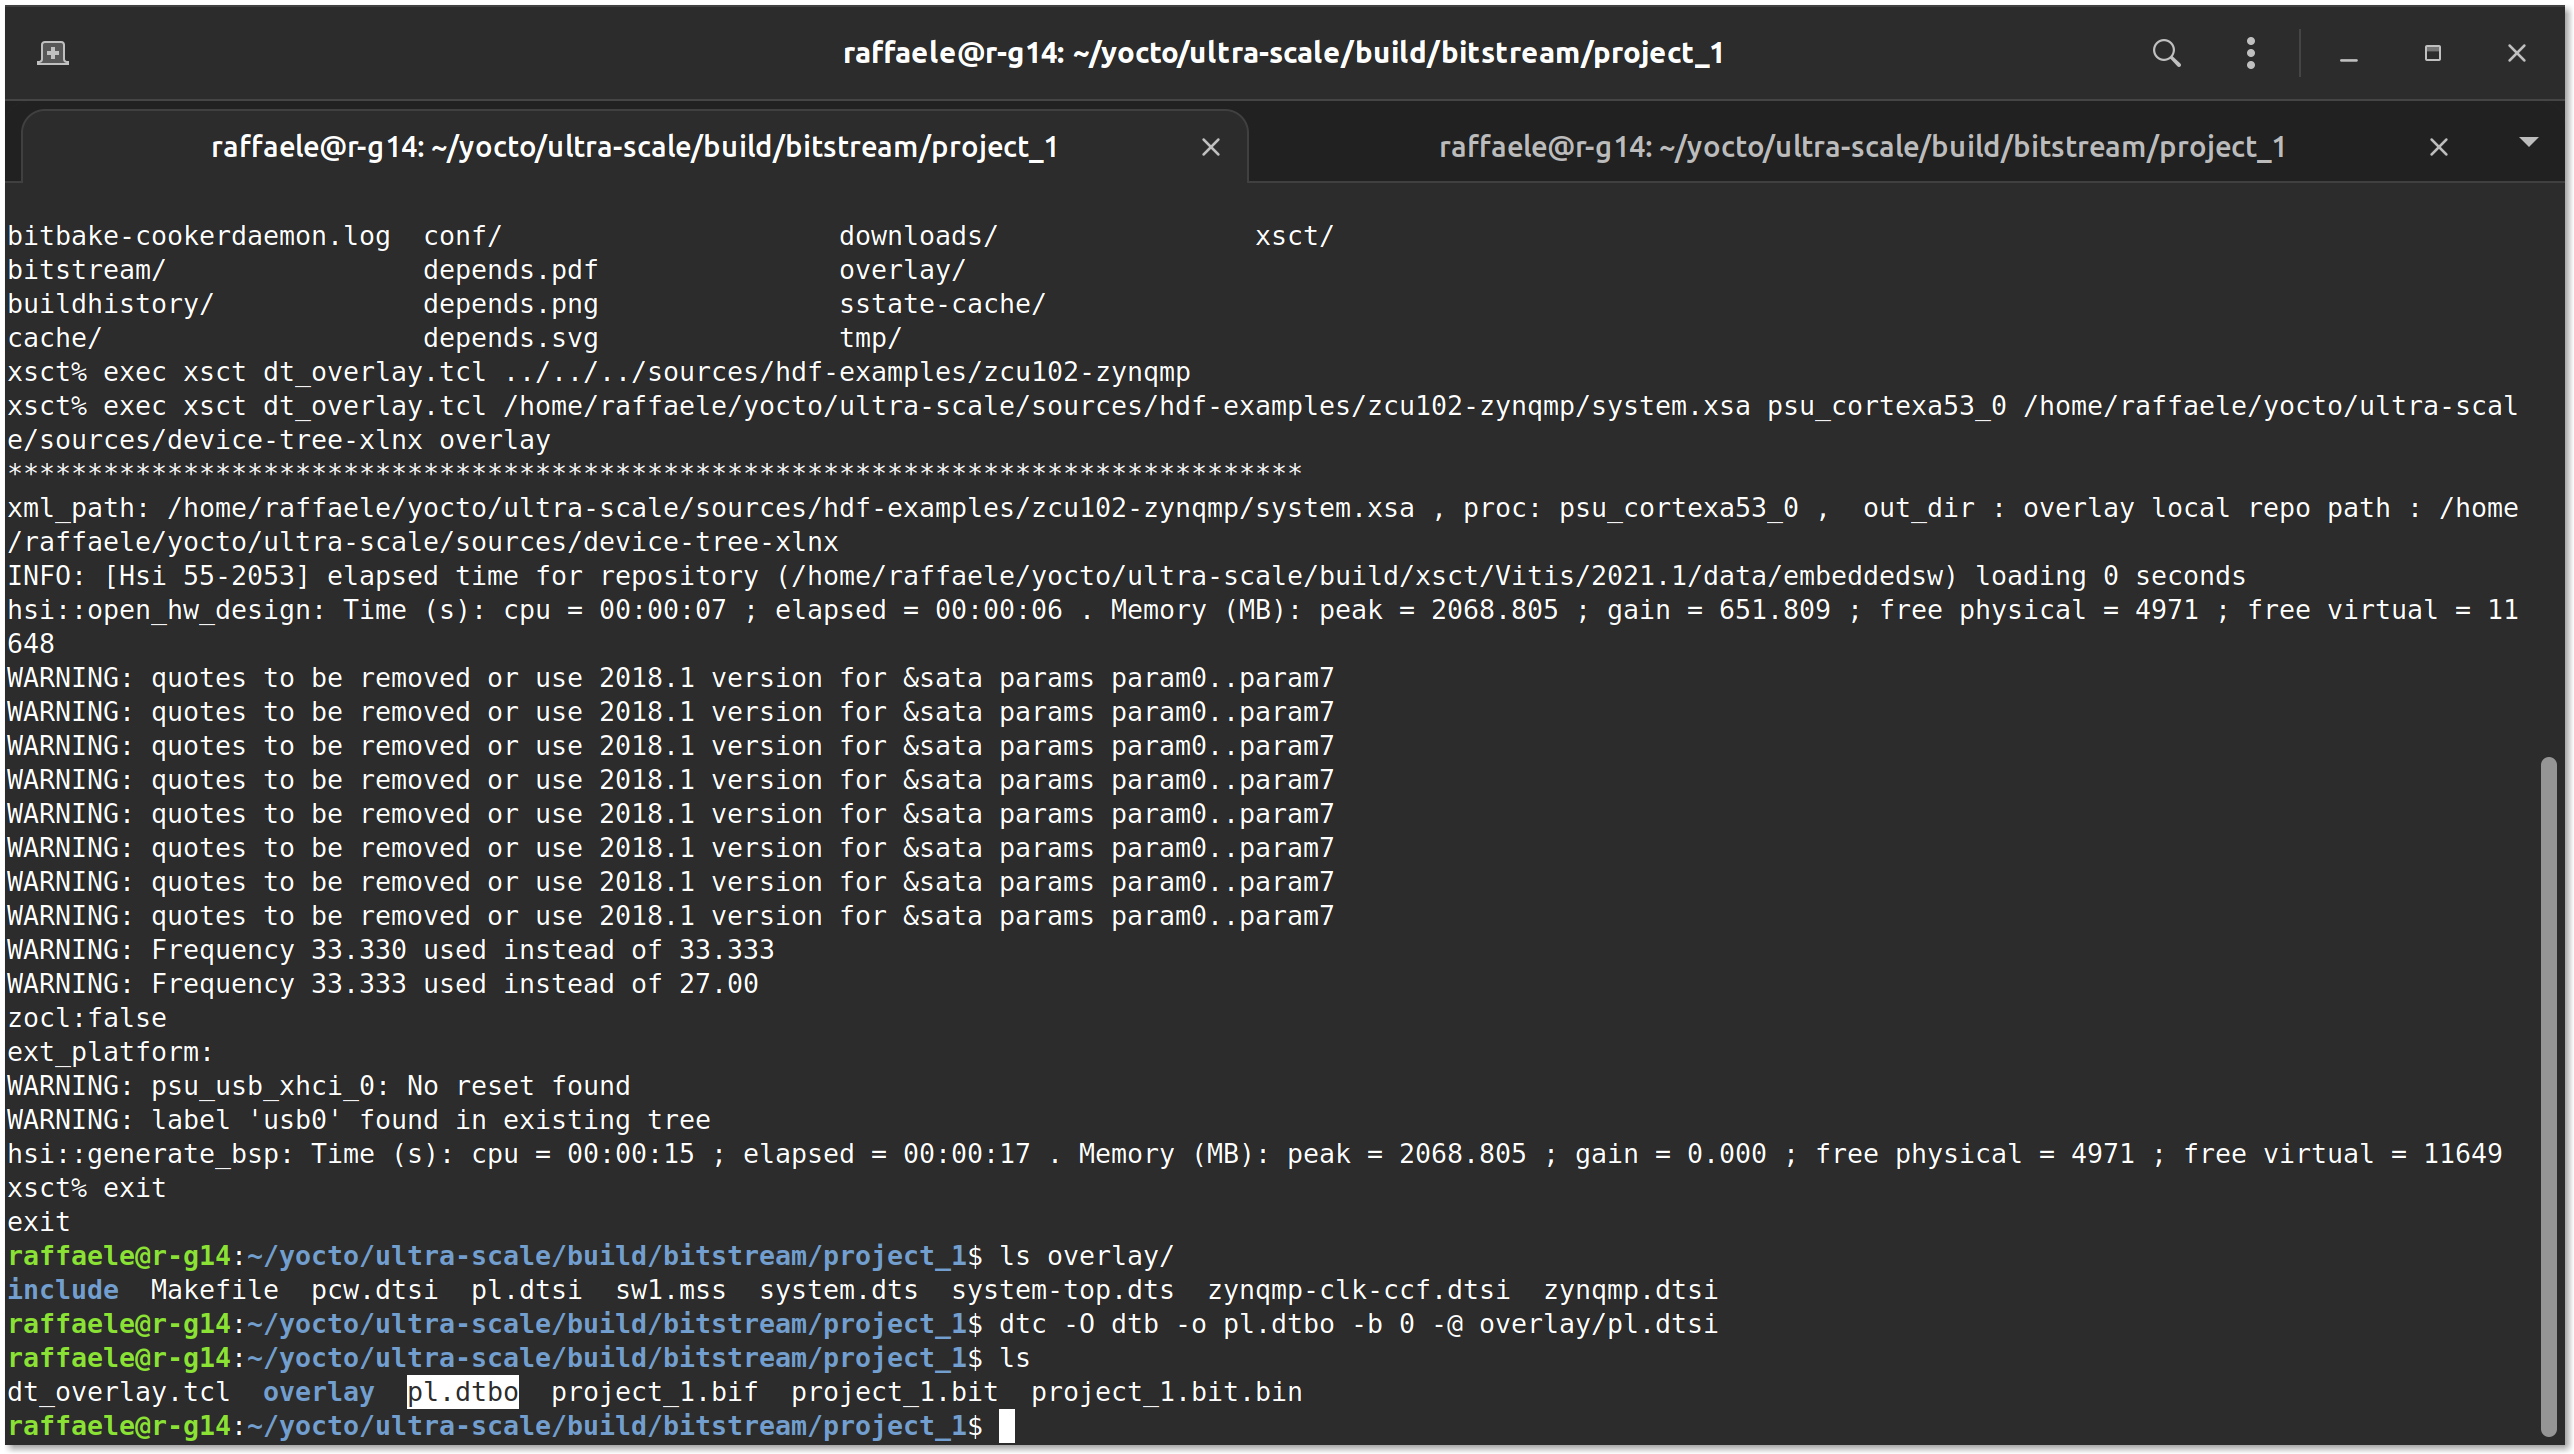 raffaele@r-g14: ~/yocto/ultra-scale/build/bitstream/project_1
raffaele@r-g14: ~/yocto/ultra-scale/build/bitstream/project_1 raffaele@r-g14: ~/yocto/ultra-scale/build/bitstream/project_1
bitbake-cookerdaemon.log  conf/                     downloads/                xsct/
bitstream/                depends.pdf               overlay/
buildhistory/             depends.png               sstate-cache/
cache/                    depends.svg               tmp/
xsct% exec xsct dt_overlay.tcl ../../../sources/hdf-examples/zcu102-zynqmp
xsct% exec xsct dt_overlay.tcl /home/raffaele/yocto/ultra-scale/sources/hdf-examples/zcu102-zynqmp/system.xsa psu_cortexa53_0 /home/raffaele/yocto/ultra-scal
e/sources/device-tree-xlnx overlay
*********************************************************************************
xml_path: /home/raffaele/yocto/ultra-scale/sources/hdf-examples/zcu102-zynqmp/system.xsa , proc: psu_cortexa53_0 ,  out_dir : overlay local repo path : /home
/raffaele/yocto/ultra-scale/sources/device-tree-xlnx
INFO: [Hsi 55-2053] elapsed time for repository (/home/raffaele/yocto/ultra-scale/build/xsct/Vitis/2021.1/data/embeddedsw) loading 0 seconds
hsi::open_hw_design: Time (s): cpu = 00:00:07 ; elapsed = 00:00:06 . Memory (MB): peak = 2068.805 ; gain = 651.809 ; free physical = 4971 ; free virtual = 11
648
WARNING: quotes to be removed or use 2018.1 version for &sata params param0..param7
WARNING: quotes to be removed or use 2018.1 version for &sata params param0..param7
WARNING: quotes to be removed or use 2018.1 version for &sata params param0..param7
WARNING: quotes to be removed or use 2018.1 version for &sata params param0..param7
WARNING: quotes to be removed or use 2018.1 version for &sata params param0..param7
WARNING: quotes to be removed or use 2018.1 version for &sata params param0..param7
WARNING: quotes to be removed or use 2018.1 version for &sata params param0..param7
WARNING: quotes to be removed or use 2018.1 version for &sata params param0..param7
WARNING: Frequency 33.330 used instead of 33.333
WARNING: Frequency 33.333 used instead of 27.00
zocl:false
ext_platform:
WARNING: psu_usb_xhci_0: No reset found
WARNING: label 'usb0' found in existing tree
hsi::generate_bsp: Time (s): cpu = 00:00:15 ; elapsed = 00:00:17 . Memory (MB): peak = 2068.805 ; gain = 0.000 ; free physical = 4971 ; free virtual = 11649
xsct% exit
exit
raffaele@r-g14:~/yocto/ultra-scale/build/bitstream/project_1$ ls overlay/
include  Makefile  pcw.dtsi  pl.dtsi  sw1.mss  system.dts  system-top.dts  zynqmp-clk-ccf.dtsi  zynqmp.dtsi
raffaele@r-g14:~/yocto/ultra-scale/build/bitstream/project_1$ dtc -O dtb -o pl.dtbo -b 0 -@ overlay/pl.dtsi
raffaele@r-g14:~/yocto/ultra-scale/build/bitstream/project_1$ ls
dt_overlay.tcl  overlay  pl.dtbo  project_1.bif  project_1.bit  project_1.bit.bin
raffaele@r-g14:~/yocto/ultra-scale/build/bitstream/project_1$